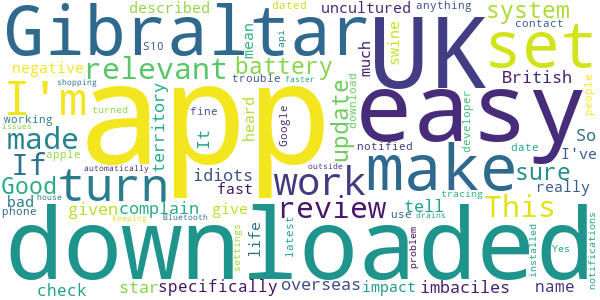 described uncultured anything dated
Gibraltar UK set system
S10 mean api swine contact
negative relevant battery much British
I'm app easy people
trouble faster update download
shopping turned fine heard Google notified developer date
working territory It So I've
made If make sure really
issues apple idiots work fast
Good turn automatically review This
bad given complain give tell
phone house Bluetooth life use tracing outside
downloaded
keeping settings latest drains problem installed Yes notifications
star specifically overseas impact imbaciles name
check